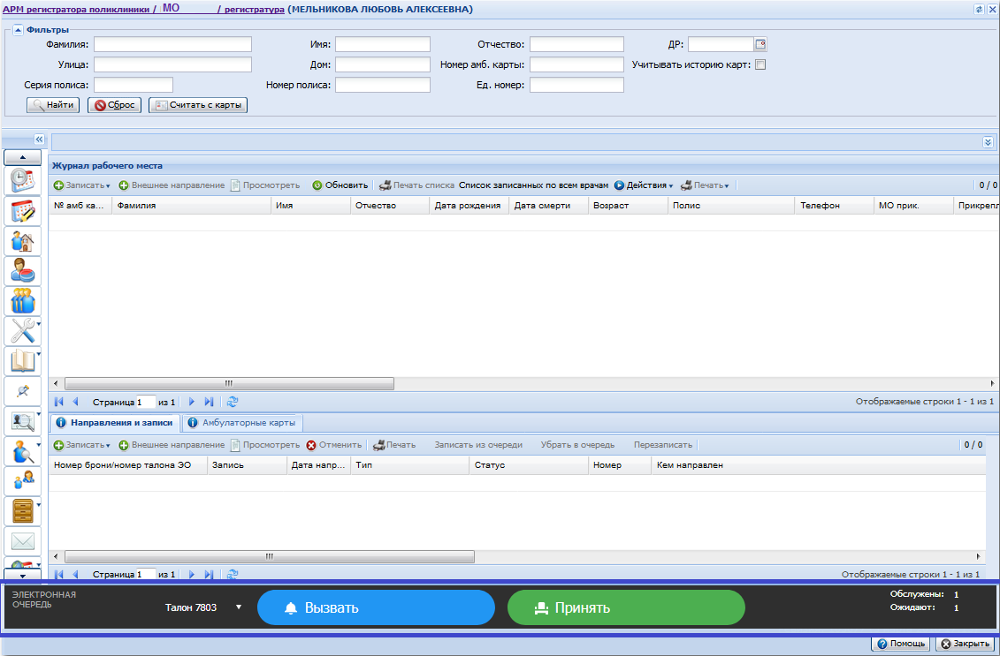 АРМ регистратора поликлиники / МО / регистратура (МЕЛЬНИКОВА ЛЮБОВЬ АЛЕКСЕЕВНА)
Фильтры
Фамилия: Имя: Отчество: ДР:
Улица: Дом: Номер амб. карты: Учитывать историю карт:
Серия полиса: Номер полиса: Ед. номер:
Найти Сброс Считать с карты
Журнал рабочего места
Записать Внешнее направление Просмотреть Обновить Печать списка Список записанных по всем врачам Действия Печать 0 / 0
№ амб ка... Фамилия Имя Отчество Дата рождения Дата смерти Возраст Полис Телефон МО прик. Прикрепл
Страница 1 из 1 Отображаемые строки 1 - 1 из 1
Направления и записи Амбулаторные карты
Записать Внешнее направление Просмотреть Отменить Печать Записать из очереди Убрать в очередь Перезаписать 0 / 0
Номер брони/номер талона ЭО Запись Дата напр... Тип Статус Номер Кем направлен
Страница 1 из 1 Отображаемые строки 1 - 1 из 1
ЭЛЕКТРОННАЯ
ОЧЕРЕДЬ
Талон 7803 Вызвать Принять
Обслужены: 1
Ожидают: 1
Помощь Закрыть